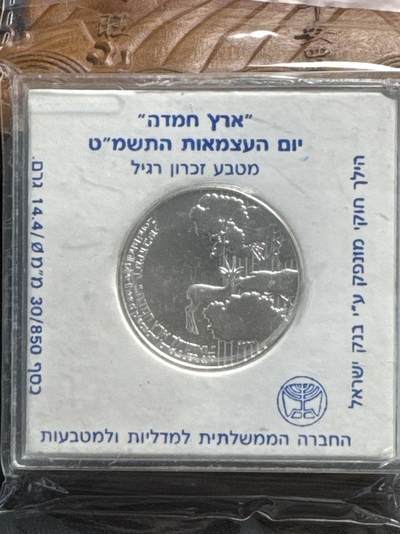 "ארץ חמדה"
יום העצמאות התשמ"ט
מטבע זכרון רגיל
הילך חוקי מונפק ע"י בנק ישראל
כסף 30/850 מ"מ Ø/14.4 גרם.
החברה הממשלתית למדליות ולמטבעות